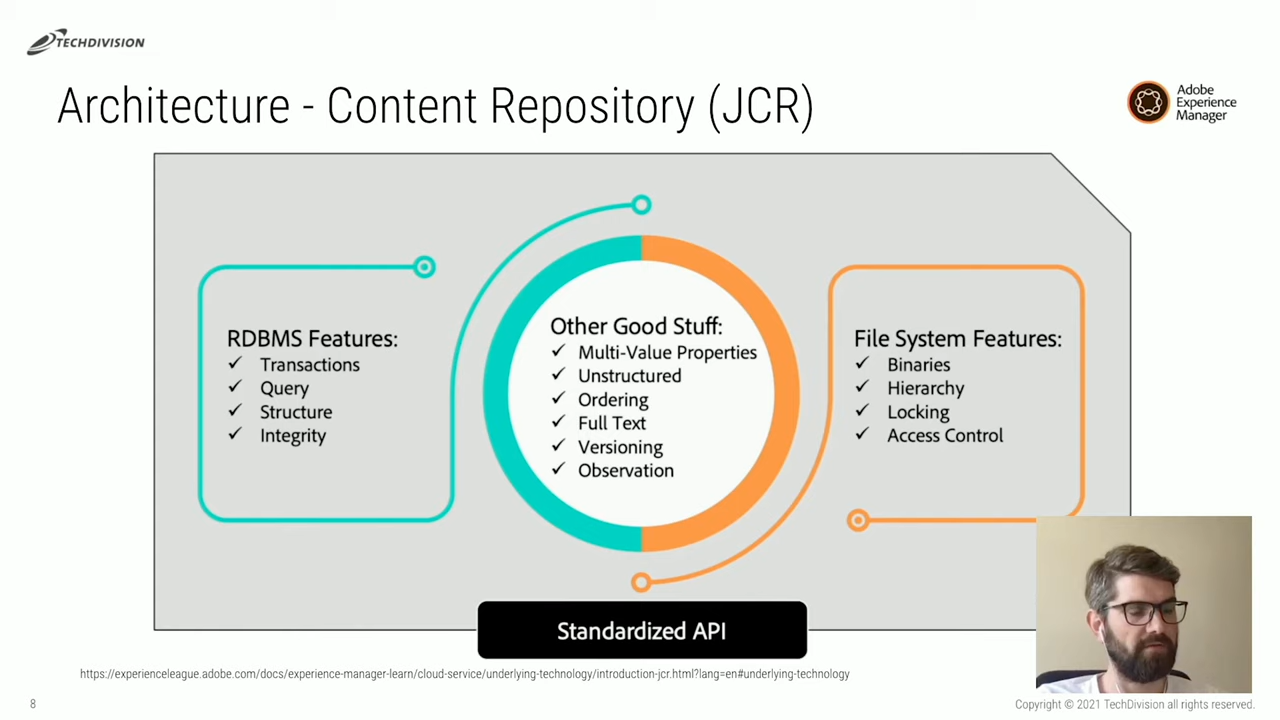 TECHDIVISION
Architecture - Content Repository (JCR)
Adobe
Experience
Manager
RDBMS Features:
✓ Transactions
✓ Query
✓ Structure
✓ Integrity
Other Good Stuff:
✓ Multi-Value Properties
✓ Unstructured
✓ Ordering
✓ Full Text
✓ Versioning
✓ Observation
File System Features:
✓ Binaries
✓ Hierarchy
✓ Locking
✓ Access Control
Standardized API
https://experienceleague.adobe.com/docs/experience-manager-learn/cloud-service/underlying-technology/introduction-jcr.html?lang=en#underlying-technology
8
Copyright © 2021 TechDivision all rights reserved.